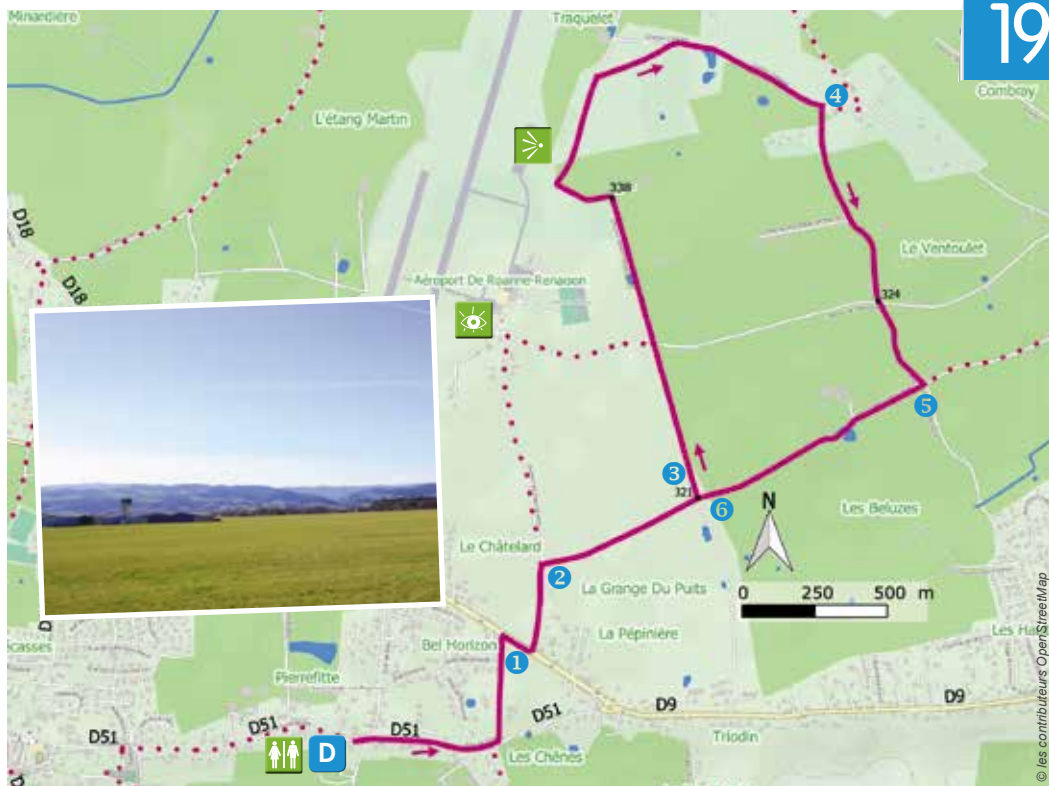 19
Minardière
Traquelet
Combray
L'étang Martin
4
338
D18
D18
Le Ventoulet
Aéroport De Roanne-Renaison
324
5
3
321
6
N
Les Beluzes
Le Châtelard
2
La Grange Du Puits
0 250 500 m
La Pépinière
Bel Horizon
1
Pierrefitte
D51
D51
D51
D51
D9
D9
D
Les Chênes
Triodin
© les contributeurs OpenStreetMap